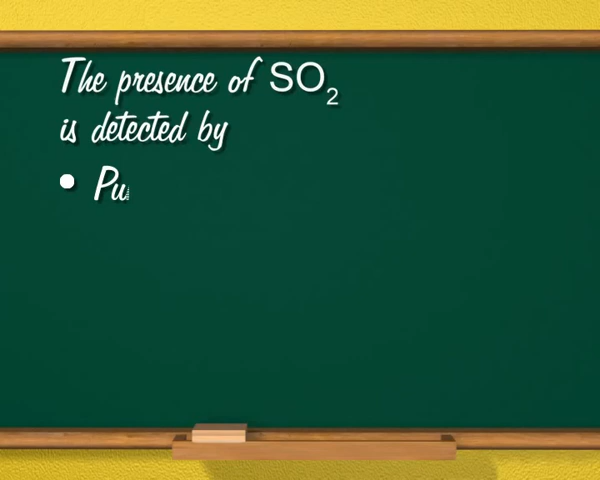 The presence of SO₂
is detected by
• Pu